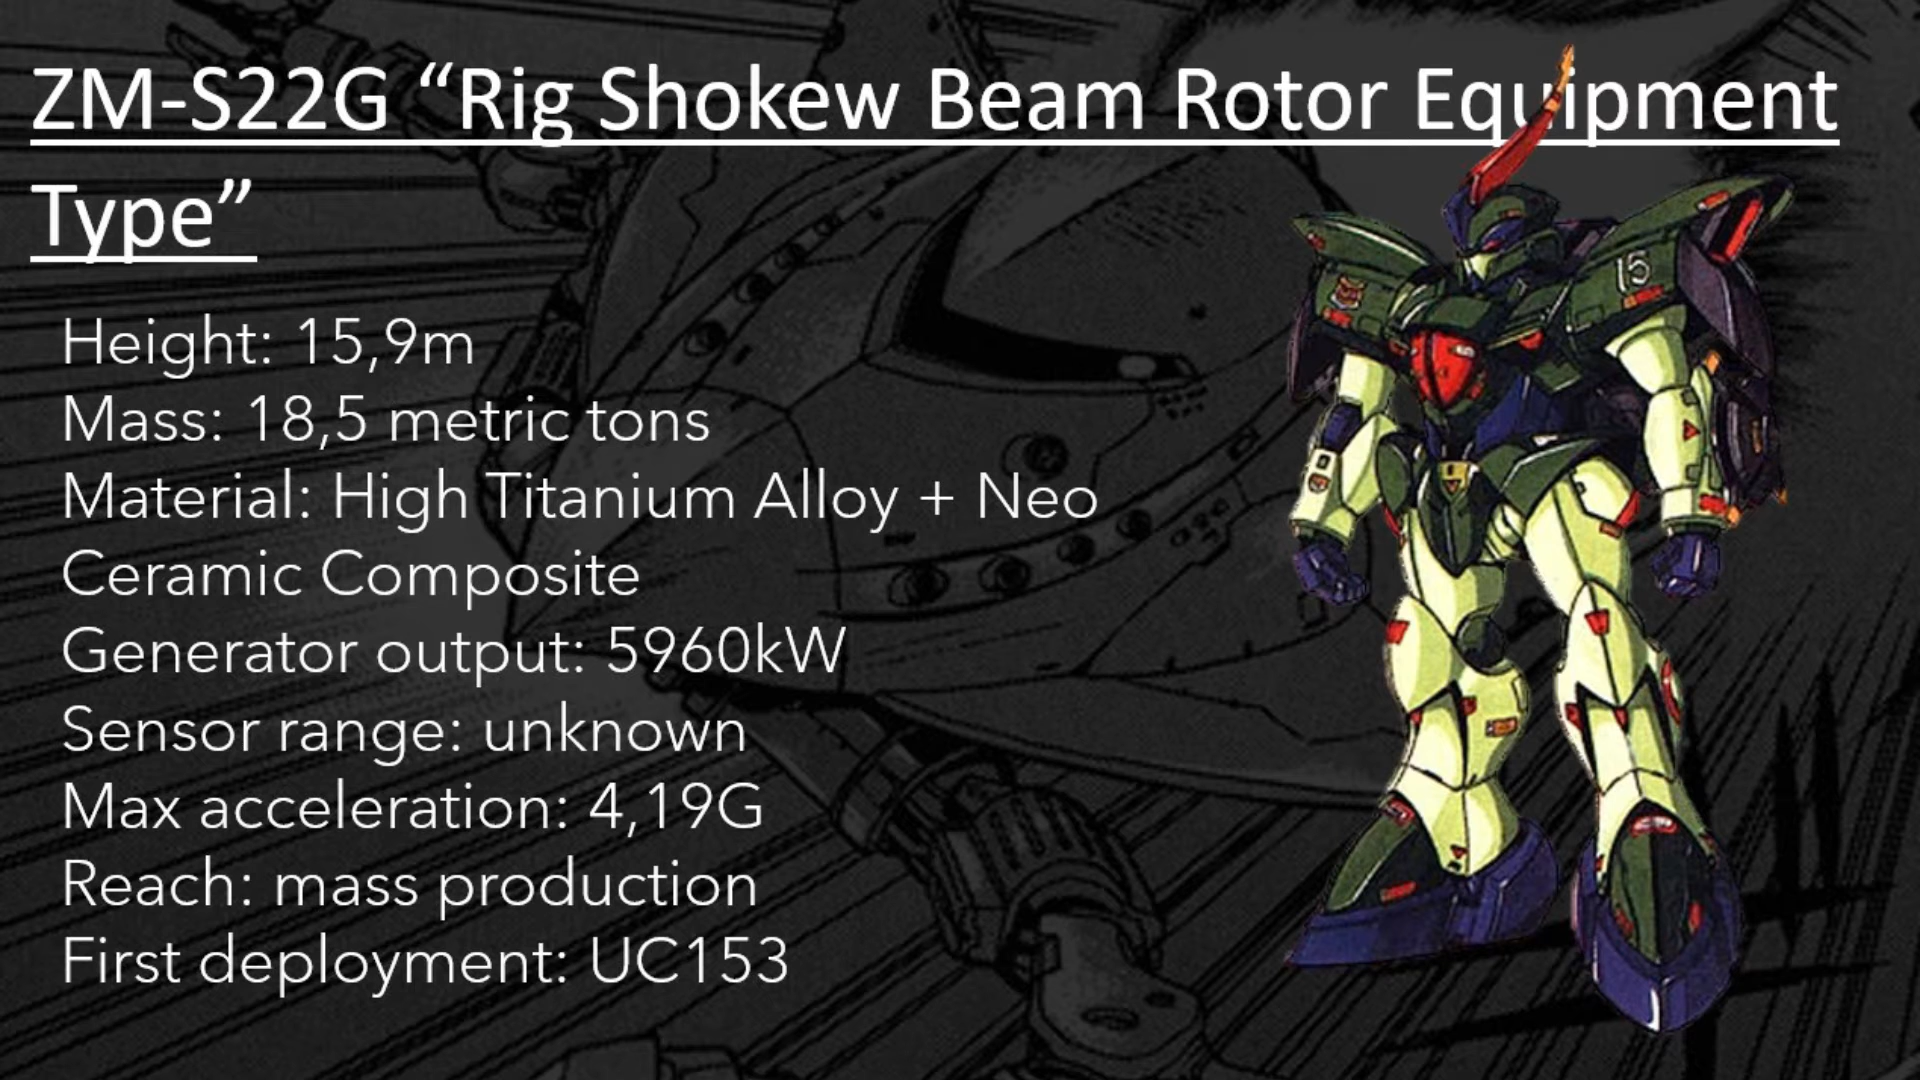 ZM-S22G “Rig Shokew Beam Rotor Equipment
Type”
Height: 15,9m
Mass: 18,5 metric tons
Material: High Titanium Alloy + Neo
Ceramic Composite
Generator output: 5960kW
Sensor range: unknown
Max acceleration: 4,19G
Reach: mass production
First deployment: UC153
15